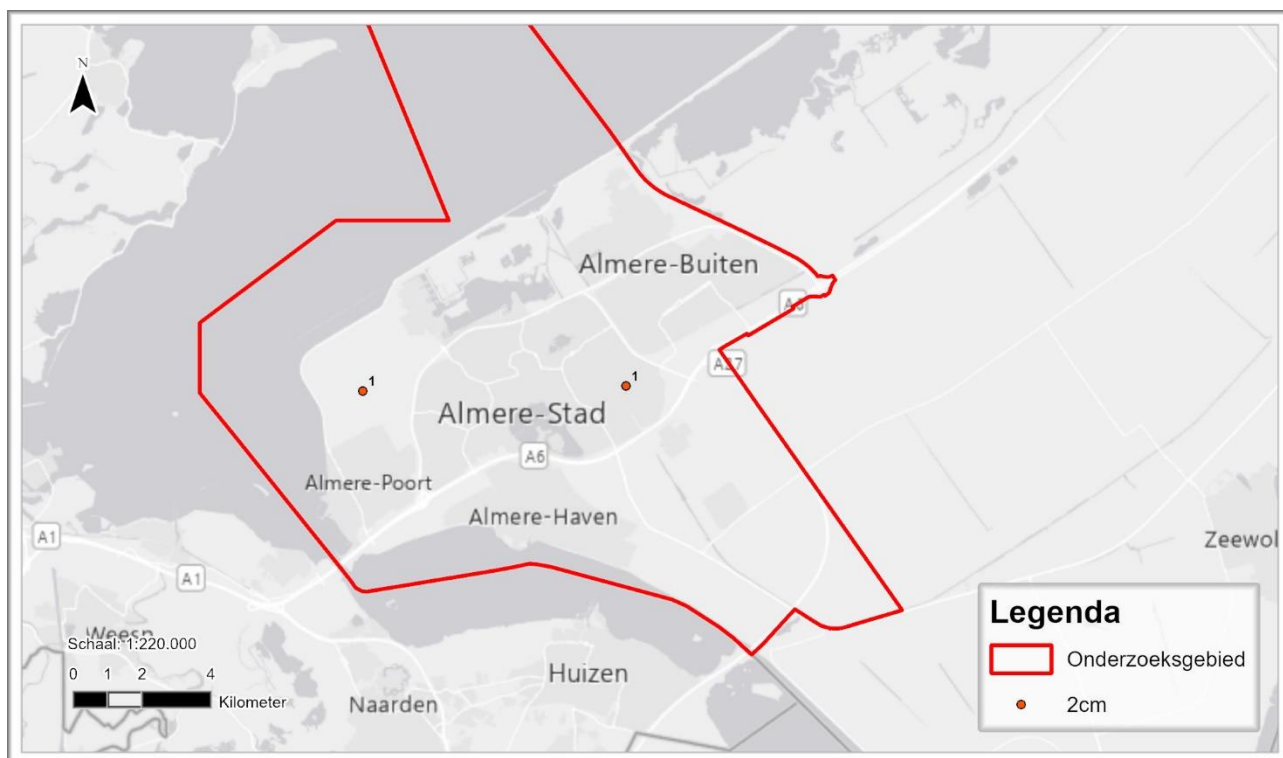 N
Almere-Buiten
A6
A27
1
1
Almere-Stad
A6
Almere-Poort
Almere-Haven
A1
A1
Zeewol
Weesp
Schaal: 1:220.000
0 1 2 4
Kilometer
Huizen
Naarden
Legenda
Onderzoeksgebied
2cm